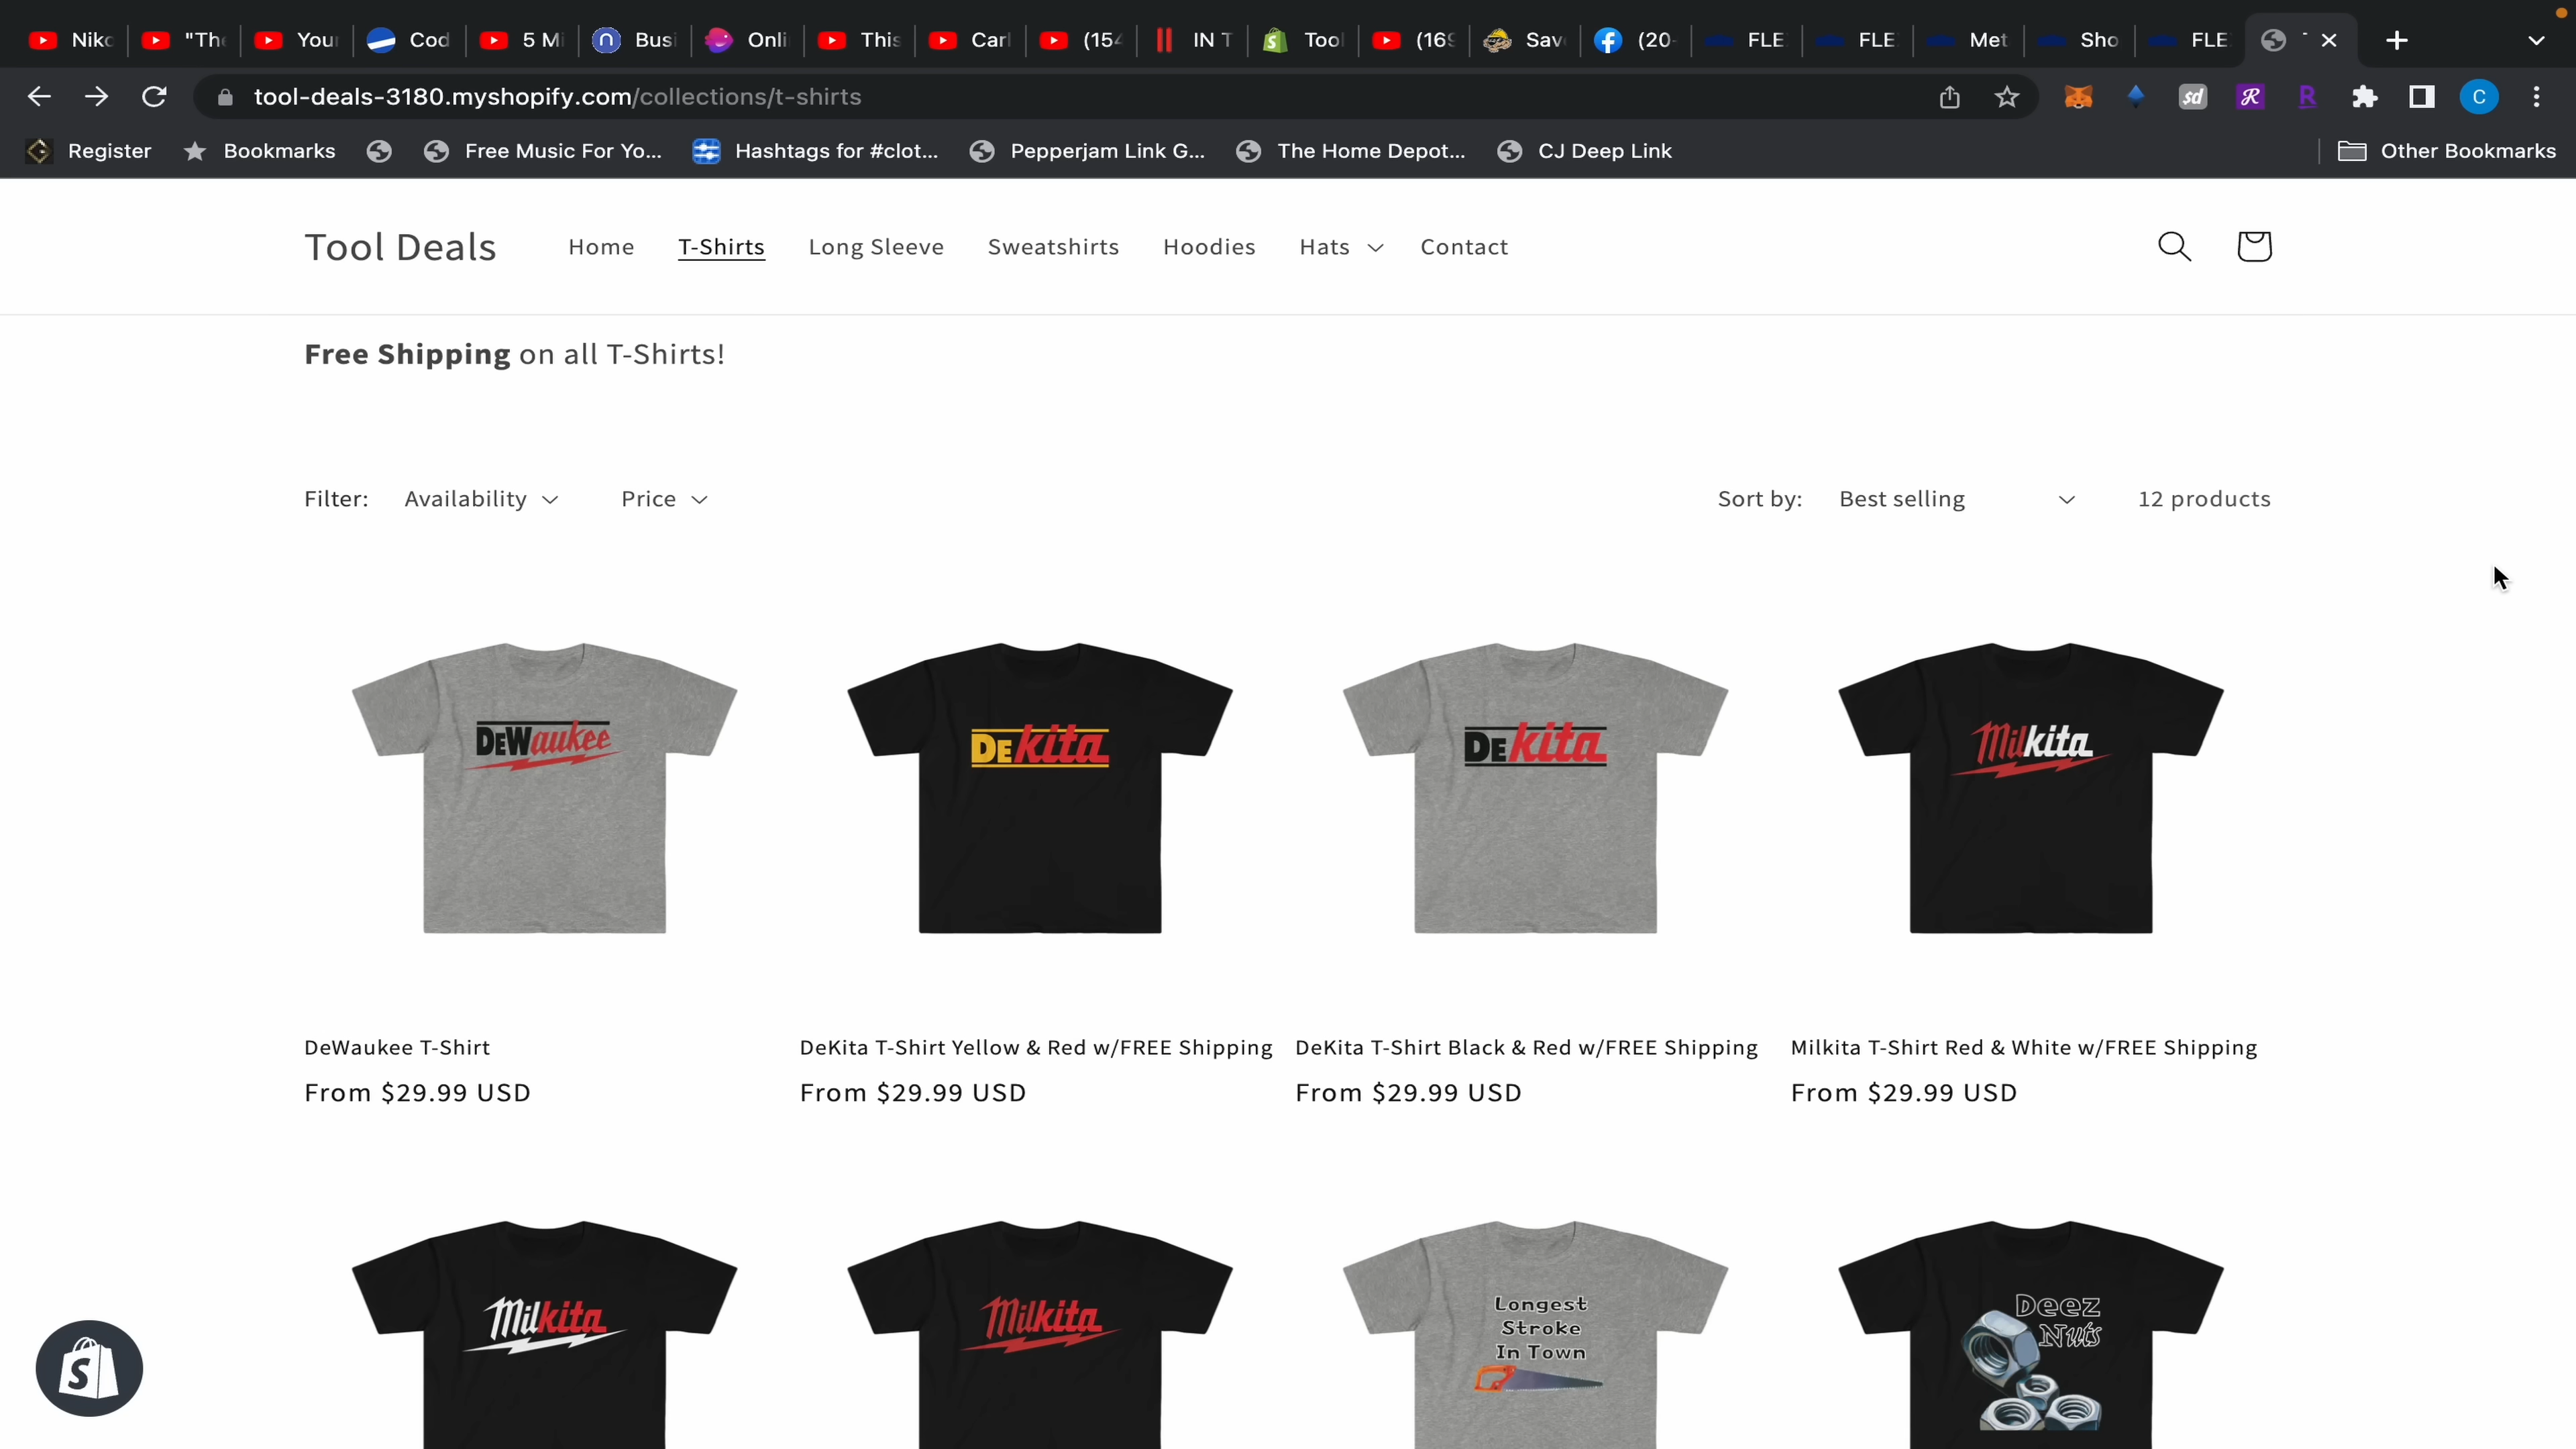 Nikc "The Your Cod 5 Mi Busi Onli This Carl (154 IN T Tool (169 Save (20- FLE FLE Met Sho FLE
tool-deals-3180.myshopify.com/collections/t-shirts
$d R R C
Register Bookmarks Free Music For Yo... Hashtags for #clot... Pepperjam Link G... The Home Depot... CJ Deep Link Other Bookmarks
Tool Deals Home T-Shirts Long Sleeve Sweatshirts Hoodies Hats Contact
Free Shipping on all T-Shirts!
Filter: Availability Price Sort by: Best selling 12 products
DeWaukee DeKita DeKita Milkita
DeWaukee T-Shirt DeKita T-Shirt Yellow & Red w/FREE Shipping DeKita T-Shirt Black & Red w/FREE Shipping Milkita T-Shirt Red & White w/FREE Shipping
From $29.99 USD From $29.99 USD From $29.99 USD From $29.99 USD
Milkita Milkita
Longest
Stroke
In Town
Deez
Nuts